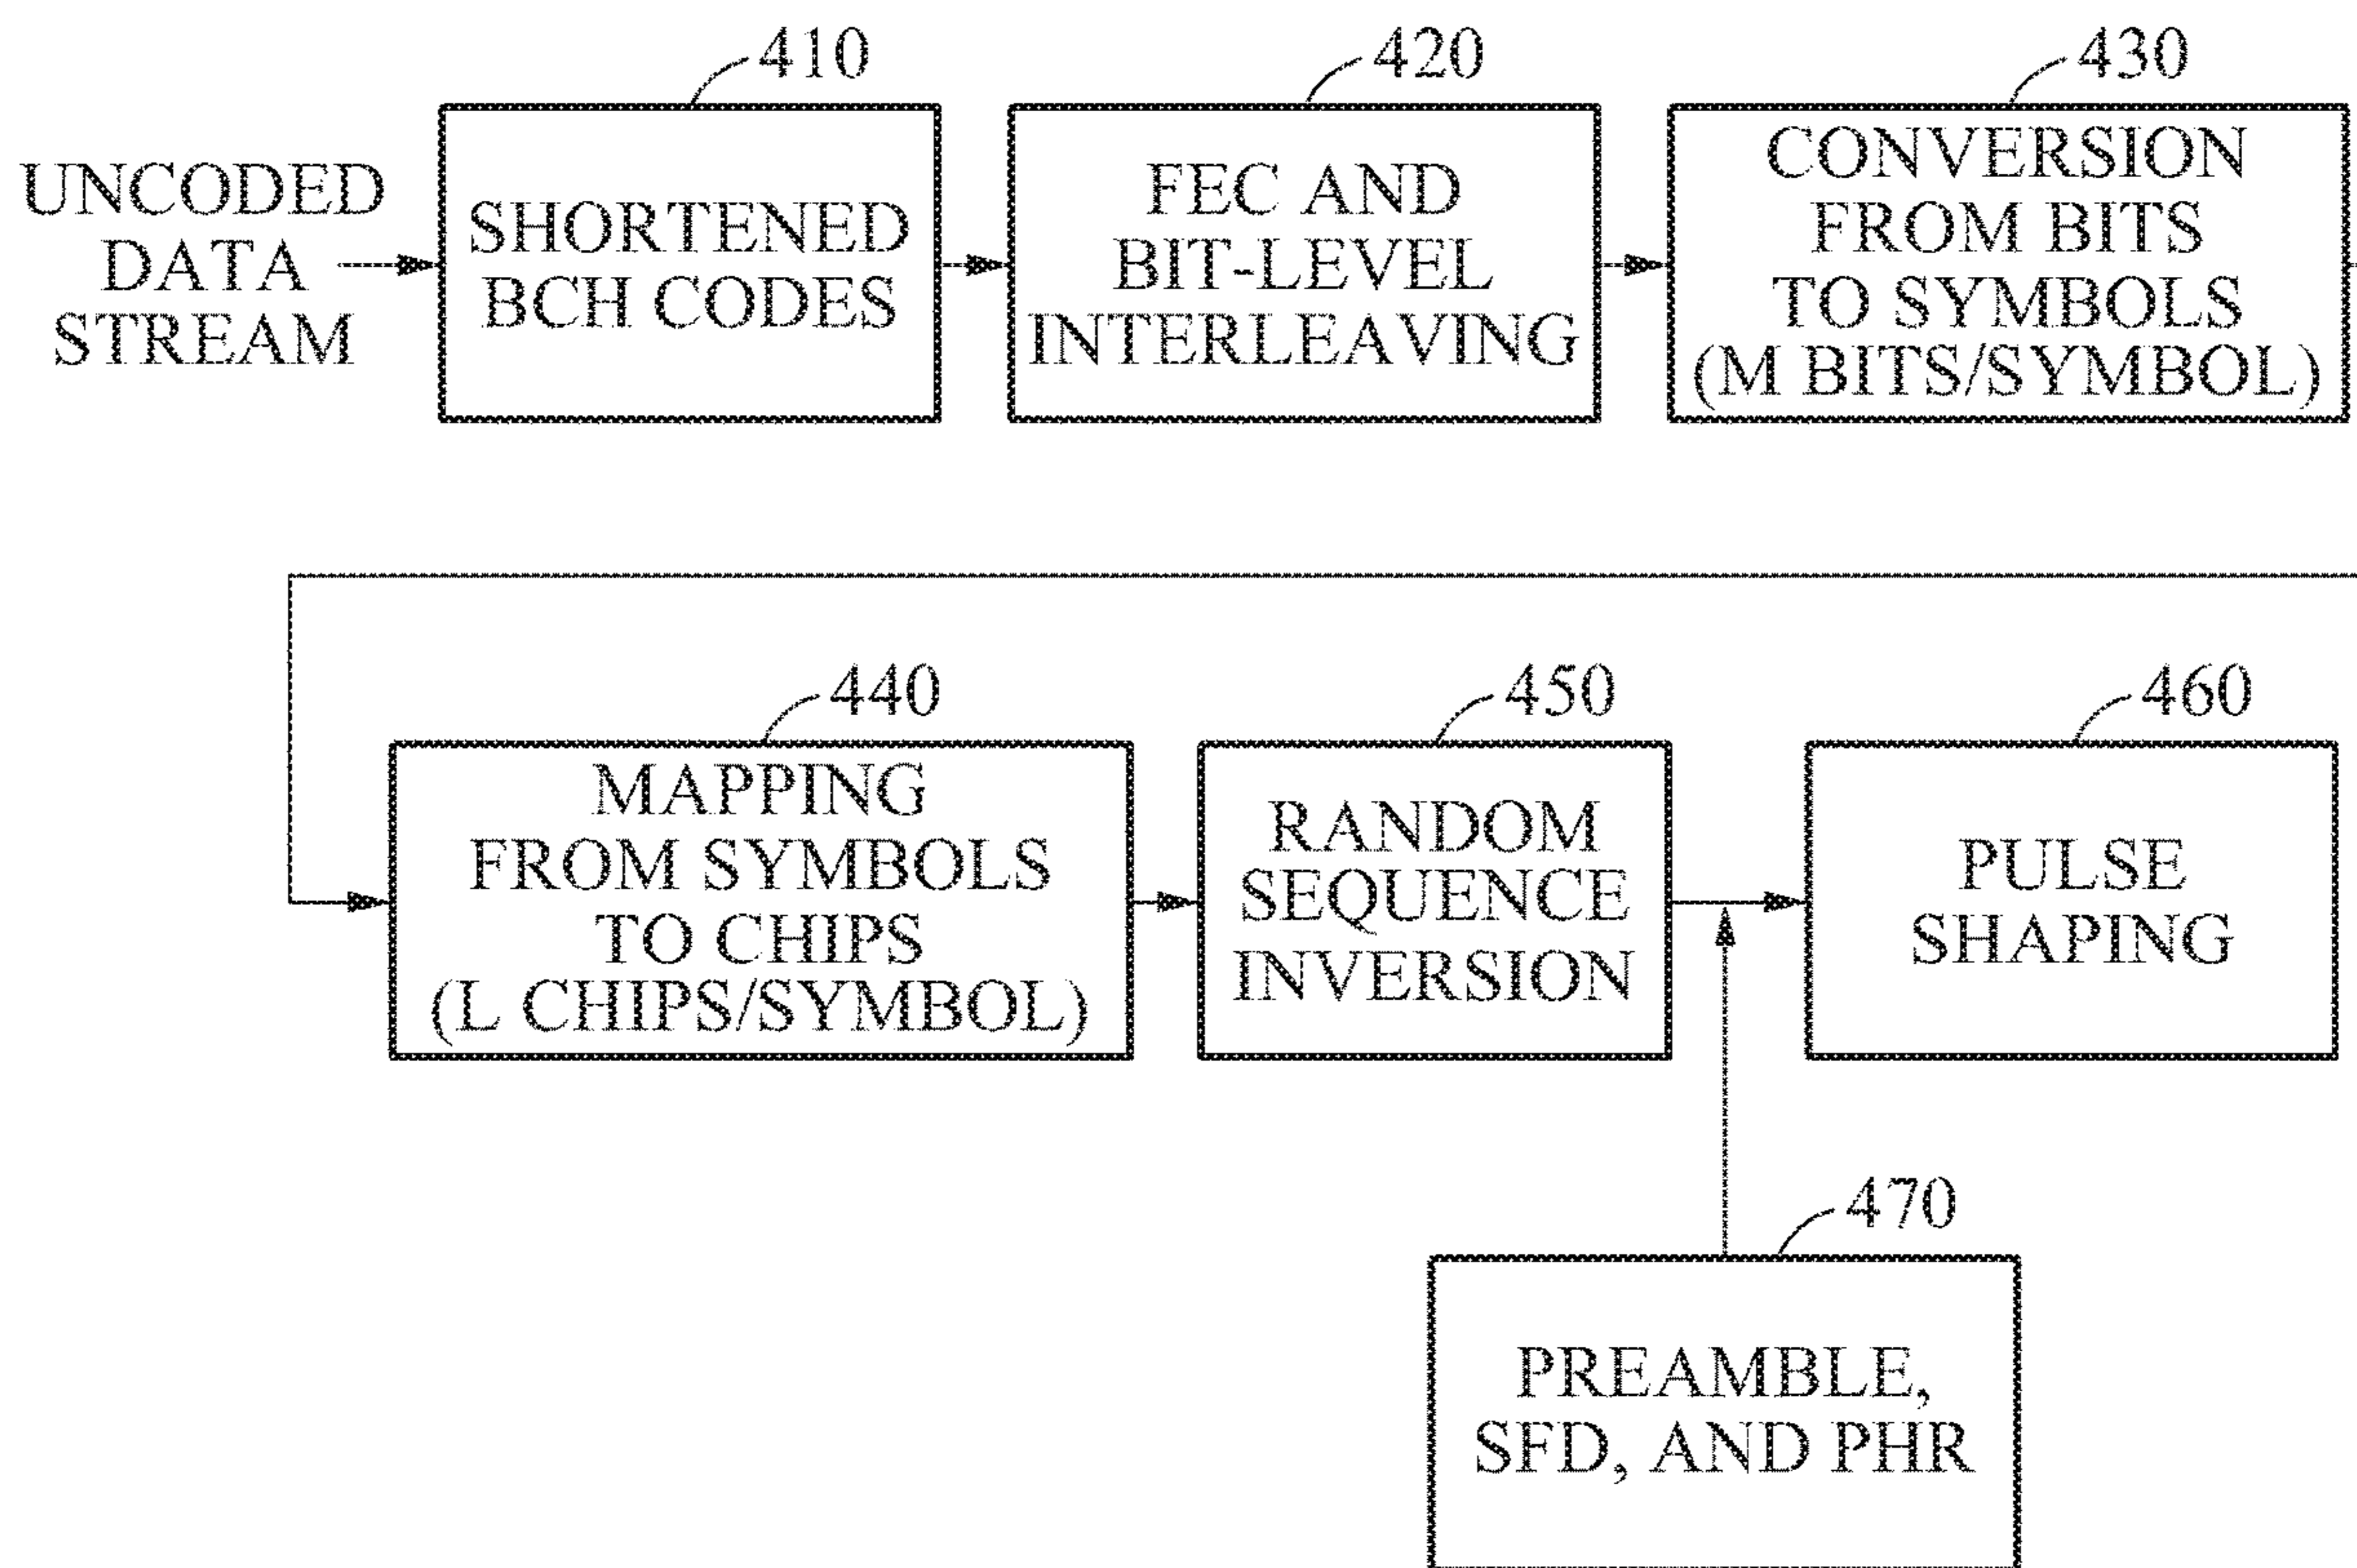 410
420
430
UNCODED
DATA
STREAM
SHORTENED
BCH CODES
FEC AND
BIT-LEVEL
INTERLEAVING
CONVERSION
FROM BITS
TO SYMBOLS
(M BITS/SYMBOL)
440
450
460
MAPPING
FROM SYMBOLS
TO CHIPS
(L CHIPS/SYMBOL)
RANDOM
SEQUENCE
INVERSION
PULSE
SHAPING
470
PREAMBLE,
SFD, AND PHR